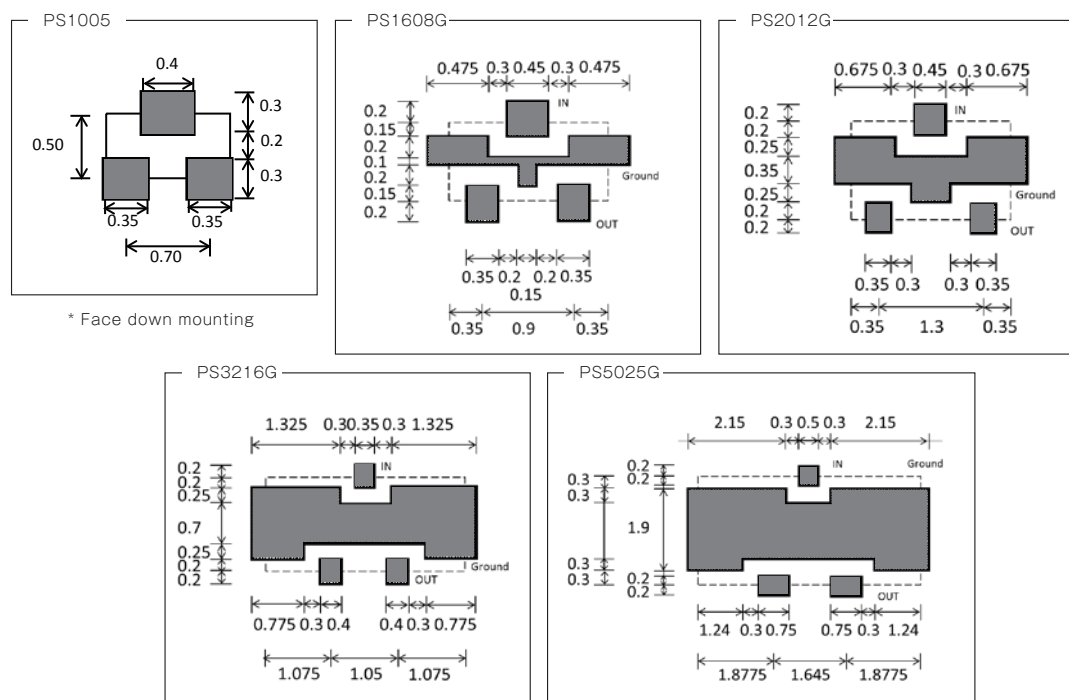 PS1005
0.4
0.3
0.50
0.2
0.3
0.35
0.35
0.70
* Face down mounting
PS1608G
0.475 0.3 0.45 0.3 0.475
IN
0.2
0.15
0.2
0.1
0.2
0.15
0.2
Ground
OUT
0.35 0.2 0.2 0.35
0.15
0.35 0.9 0.35
PS2012G
0.675 0.3 0.45 0.3 0.675
IN
0.2
0.2
0.25
0.35
0.25
0.2
0.2
Ground
OUT
0.35 0.3 0.3 0.35
0.35 1.3 0.35
PS3216G
1.325 0.3 0.35 0.3 1.325
IN
0.2
0.2
0.25
0.7
0.25
0.2
0.2
Ground
OUT
0.775 0.3 0.4 0.4 0.3 0.775
1.075 1.05 1.075
PS5025G
2.15 0.3 0.5 0.3 2.15
IN
Ground
0.3
0.3
0.2
0.2
1.9
0.3
0.3
0.2
0.2
OUT
1.24 0.3 0.75 0.75 0.3 1.24
1.8775 1.645 1.8775